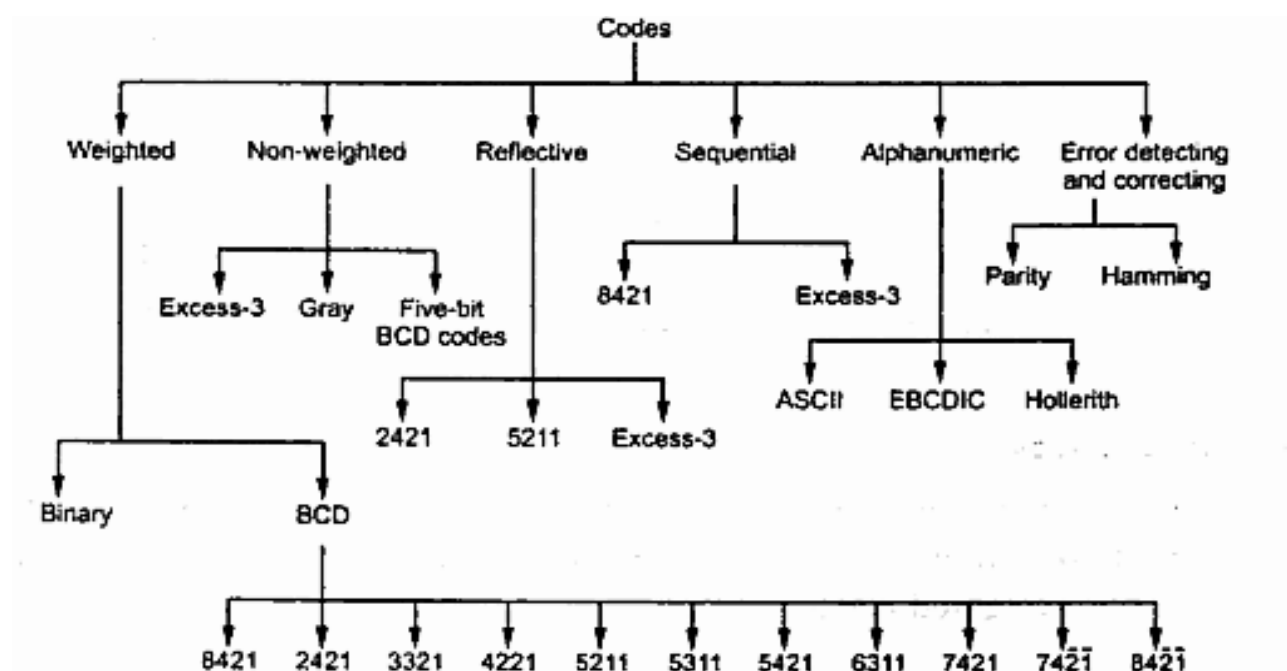 Codes
Weighted Non-weighted Reflective Sequential Alphanumeric Error detecting
and correcting
Parity Hamming
8421 Excess-3
Excess-3 Gray Five-bit
BCD codes
ASCII EBCDIC Hollerith
2421 5211 Excess-3
Binary BCD
8421 2421 3321 4221 5211 5311 5421 6311 7421 742̅1̅ 842̅1̅